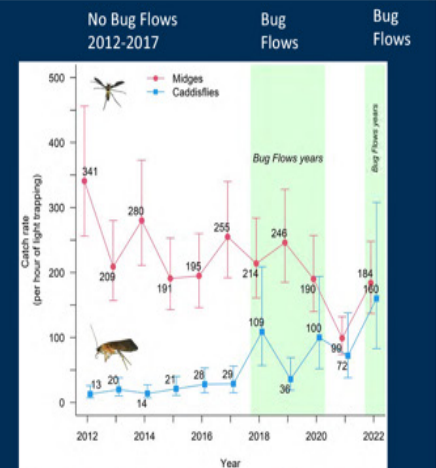 No Bug Flows
2012-2017
Bug
Flows
Bug
Flows
500
400
300
200
100
0
Catch rate
(per hour of light trapping)
Midges
Caddisflies
Bug Flows years
Bug Flows years
341
209
280
191
195
255
214
246
190
99
184
13
20
14
21
28
29
109
36
100
72
160
2012
2014
2016
2018
2020
2022
Year